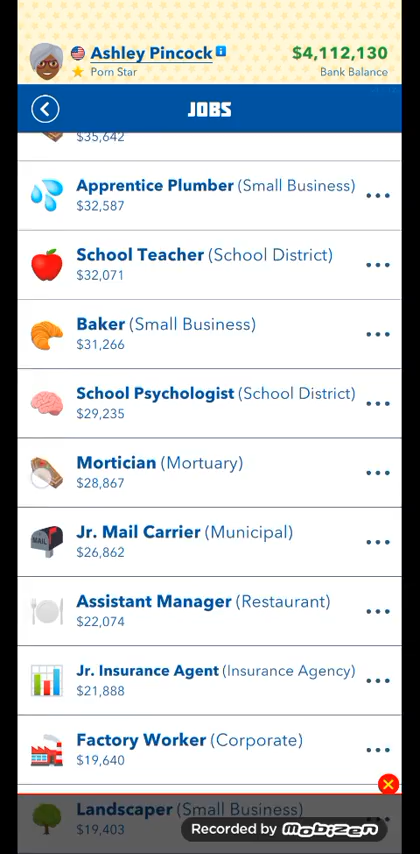 Ashley Pincock
$4,112,130
Porn Star
Bank Balance
JOBS
$35,642
Apprentice Plumber (Small Business)
$32,587
School Teacher (School District)
$32,071
Baker (Small Business)
$31,266
School Psychologist (School District)
$29,235
Mortician (Mortuary)
$28,867
MAIL
Jr. Mail Carrier (Municipal)
$26,862
Assistant Manager (Restaurant)
$22,074
Jr. Insurance Agent (Insurance Agency)
$21,888
Factory Worker (Corporate)
$19,640
Landscaper (Small Business)
$19,403
Recorded by mobizen